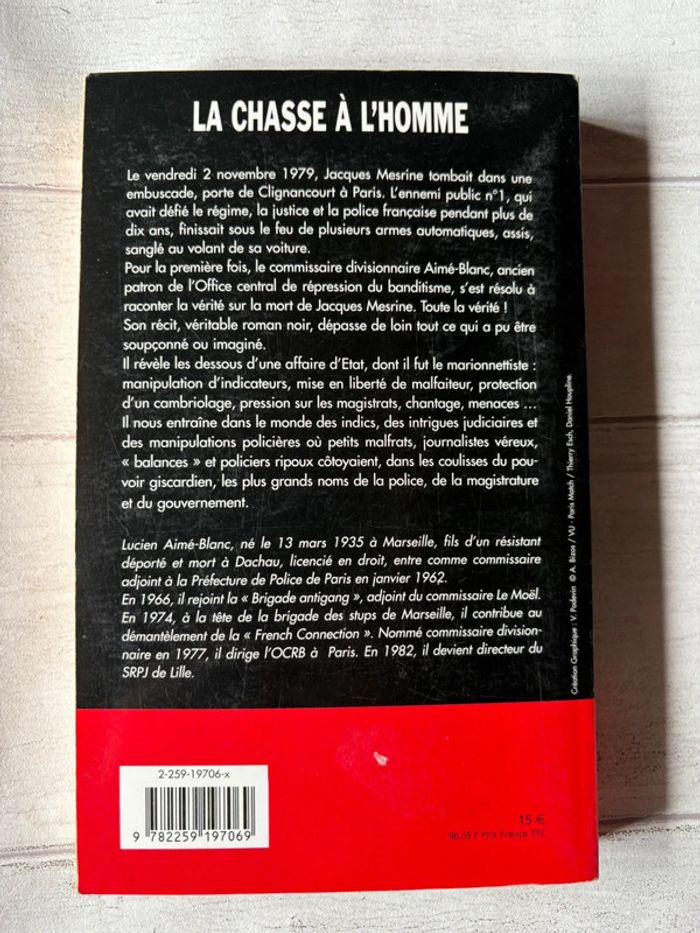 LA CHASSE À L'HOMME
Le vendredi 2 novembre 1979, Jacques Mesrine tombait dans une
embuscade, porte de Clignancourt à Paris. L'ennemi public n°1, qui
avait défié le régime, la justice et la police française pendant plus de
dix ans, finissait sous le feu de plusieurs armes automatiques, assis,
sanglé au volant de sa voiture.
Pour la première fois, le commissaire divisionnaire Aimé-Blanc, ancien
patron de l'Office central de répression du banditisme, s'est résolu à
raconter la vérité sur la mort de Jacques Mesrine. Toute la vérité !
Son récit, véritable roman noir, dépasse de loin tout ce qui a pu être
soupçonné ou imaginé.
Il révèle les dessous d'une affaire d'Etat, dont il fut le marionnettiste :
manipulation d'indicateurs, mise en liberté de malfaiteur, protection
d'un cambriolage, pression sur les magistrats, chantage, menaces ...
Il nous entraîne dans le monde des indics, des intrigues judiciaires et
des manipulations policières où petits malfrats, journalistes véreux,
« balances » et policiers ripoux côtoyaient, dans les coulisses du pou-
voir giscardien, les plus grands noms de la police, de la magistrature
et du gouvernement.
Lucien Aimé-Blanc, né le 13 mars 1935 à Marseille, fils d'un résistant
déporté et mort à Dachau, licencié en droit, entre comme commissaire
adjoint à la Préfecture de Police de Paris en janvier 1962.
En 1966, il rejoint la « Brigade antigang », adjoint du commissaire Le Moël.
En 1974, à la tête de la brigade des stups de Marseille, il contribue au
démantèlement de la « French Connection ». Nommé commissaire division-
naire en 1977, il dirige l'OCRB à Paris. En 1982, il devient directeur du
SRPJ de Lille.
Création Graphique : V. Podevin © A. Bizos / VU - Paris Match / Thierry Esch, Daniel Houpline.
2-259-19706-x
9 782259 197069
15 €
98,39 F Prix France TTC